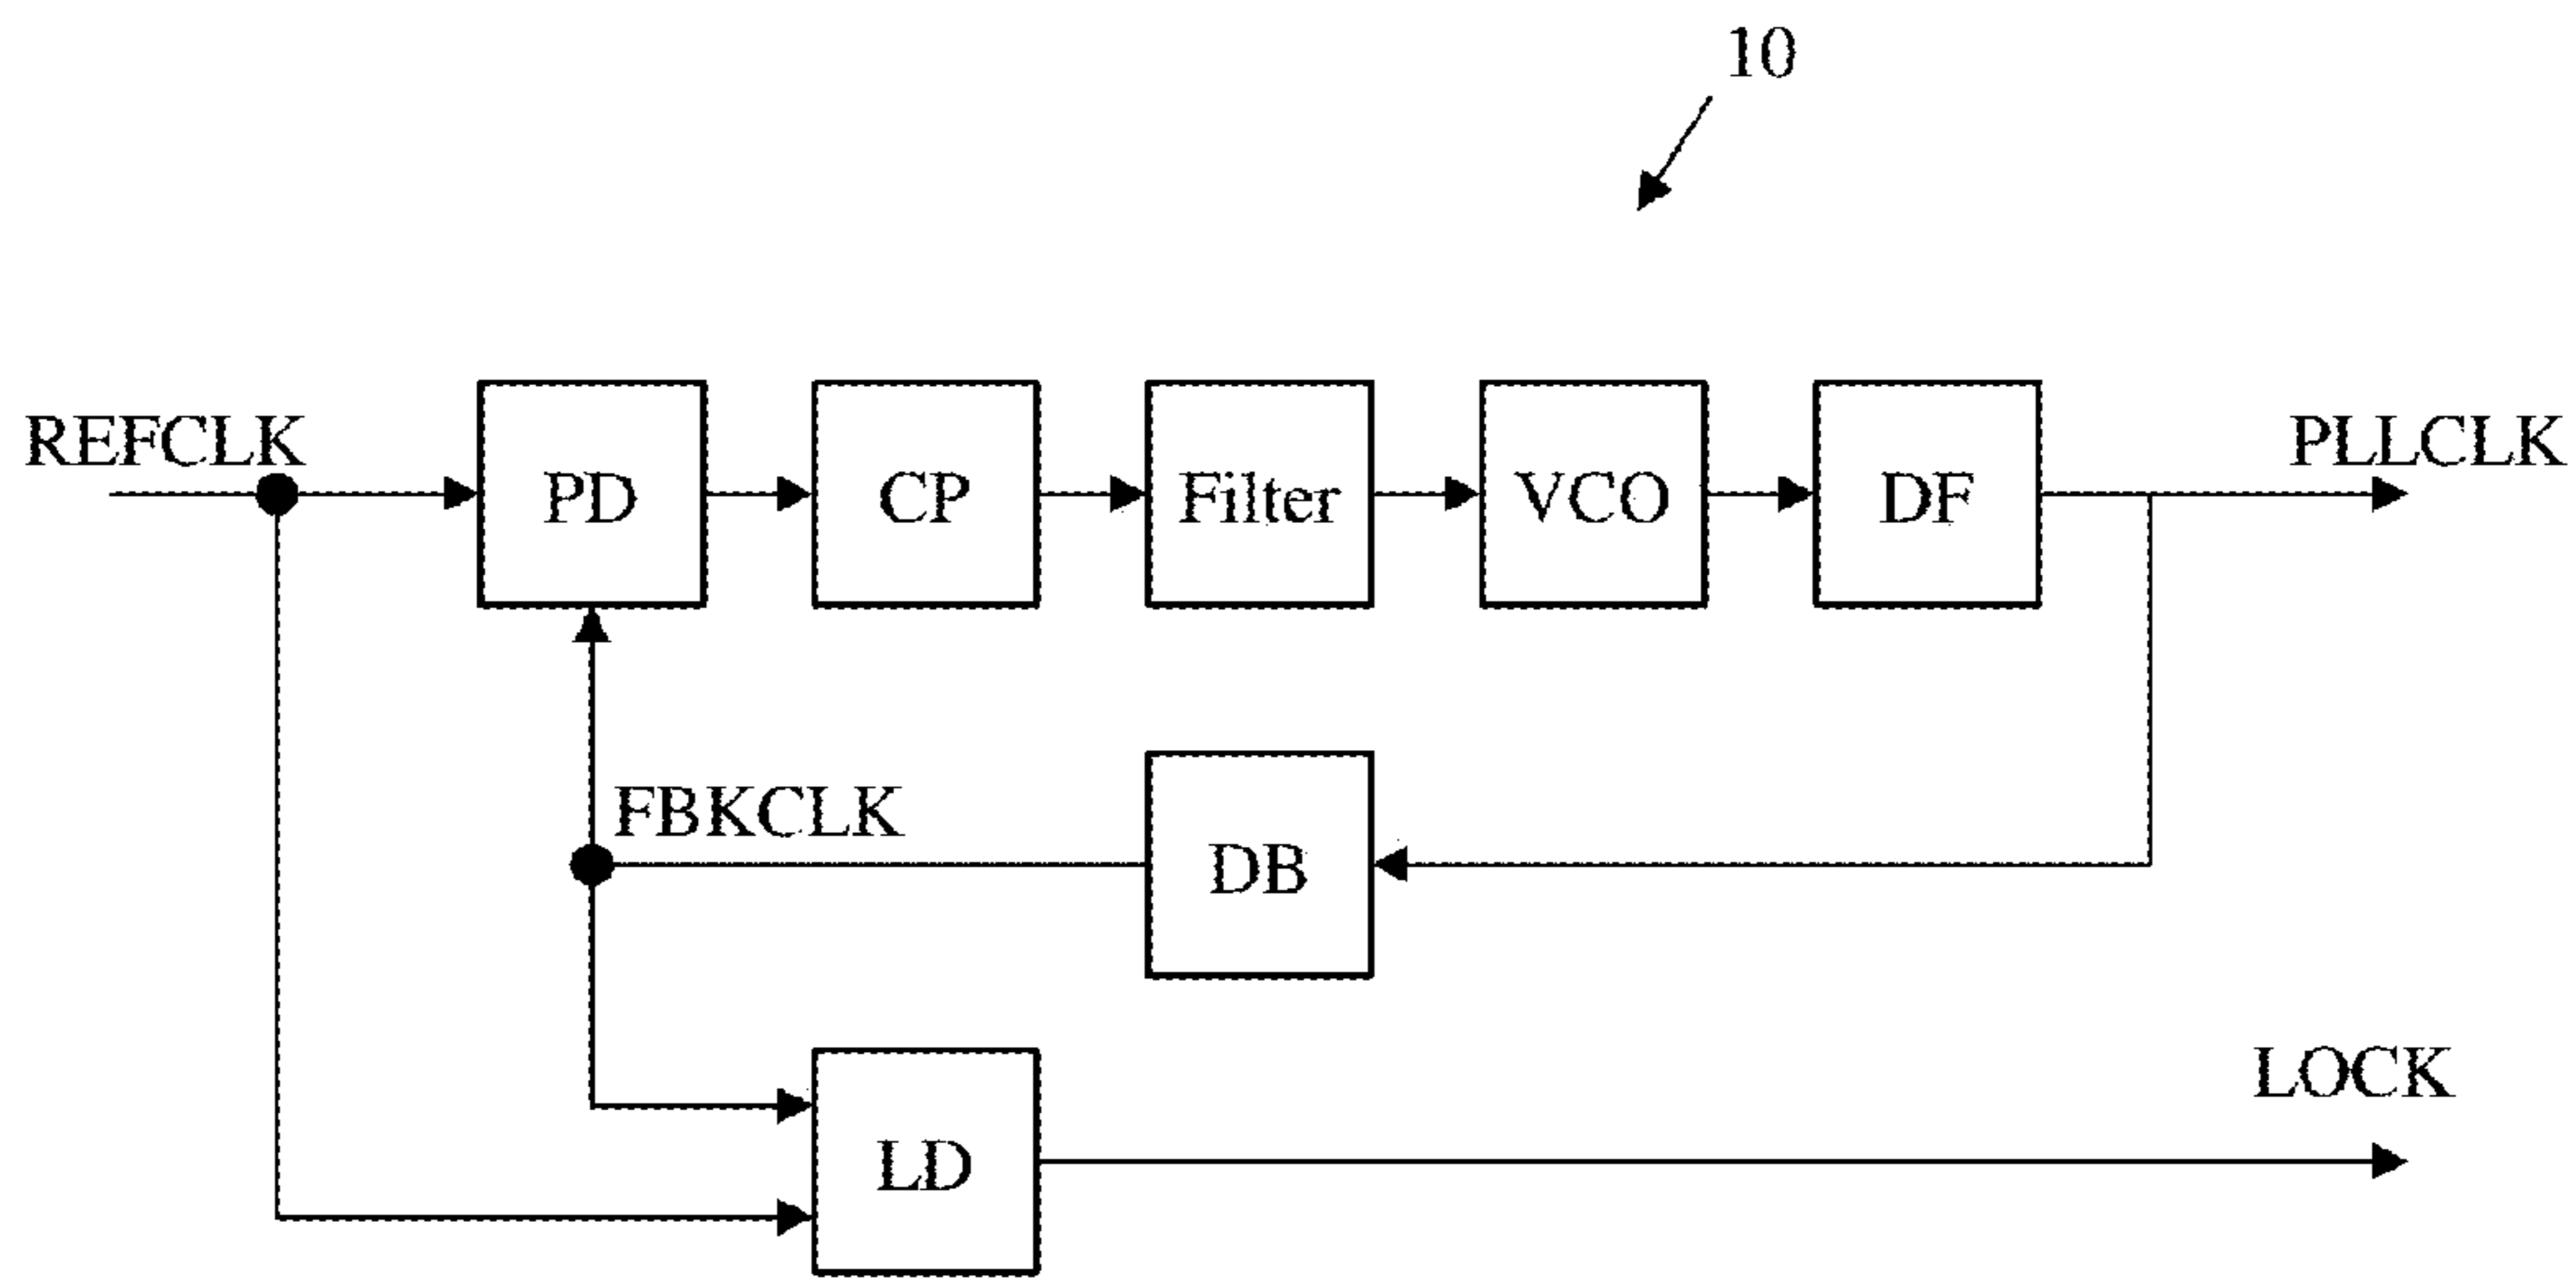 10
REFCLK
PLLCLK
PD
CP
Filter
VCO
DF
FBKCLK
DB
LOCK
LD